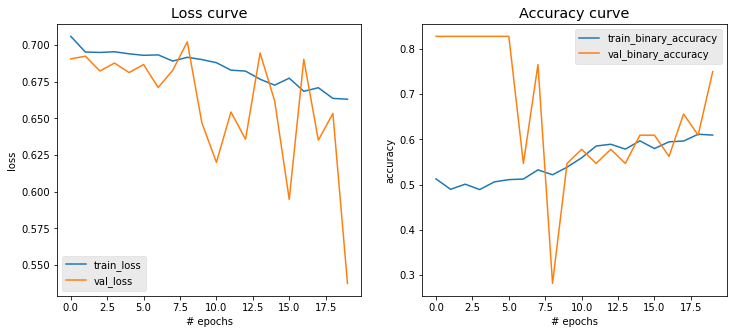 Loss curve
0.700
0.675
0.650
0.625
0.600
0.575
0.550
loss
0.0 2.5 5.0 7.5 10.0 12.5 15.0 17.5
# epochs
train_loss
val_loss
Accuracy curve
0.8
0.7
0.6
0.5
0.4
0.3
accuracy
0.0 2.5 5.0 7.5 10.0 12.5 15.0 17.5
# epochs
train_binary_accuracy
val_binary_accuracy